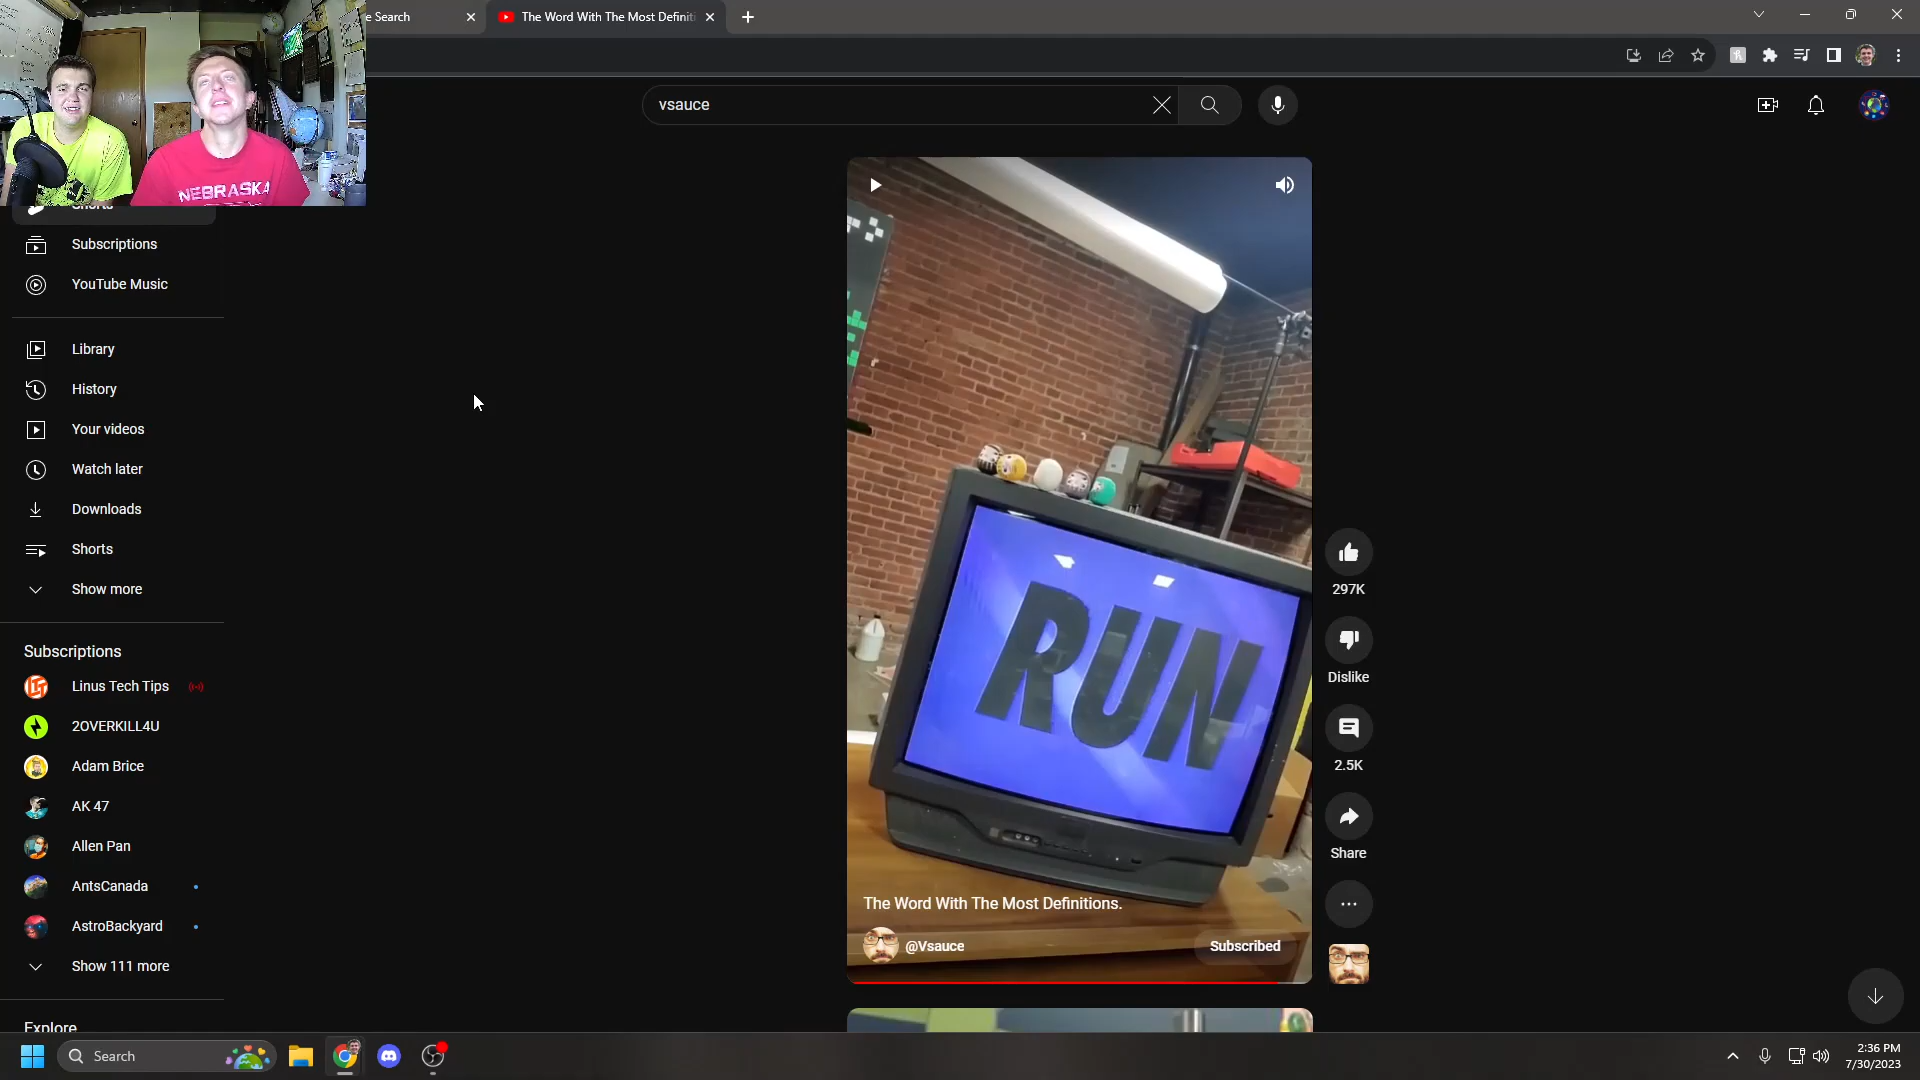 e Search
The Word With The Most Definiti
vsauce
NEBRASKA
Shorts
Subscriptions
YouTube Music
Library
History
Your videos
Watch later
Downloads
Shorts
Show more
Subscriptions
Linus Tech Tips
2OVERKILL4U
Adam Brice
AK 47
Allen Pan
AntsCanada
AstroBackyard
Show 111 more
Explore
RUN
The Word With The Most Definitions.
@Vsauce
Subscribed
297K
Dislike
2.5K
Share
Search
2:36 PM
7/30/2023